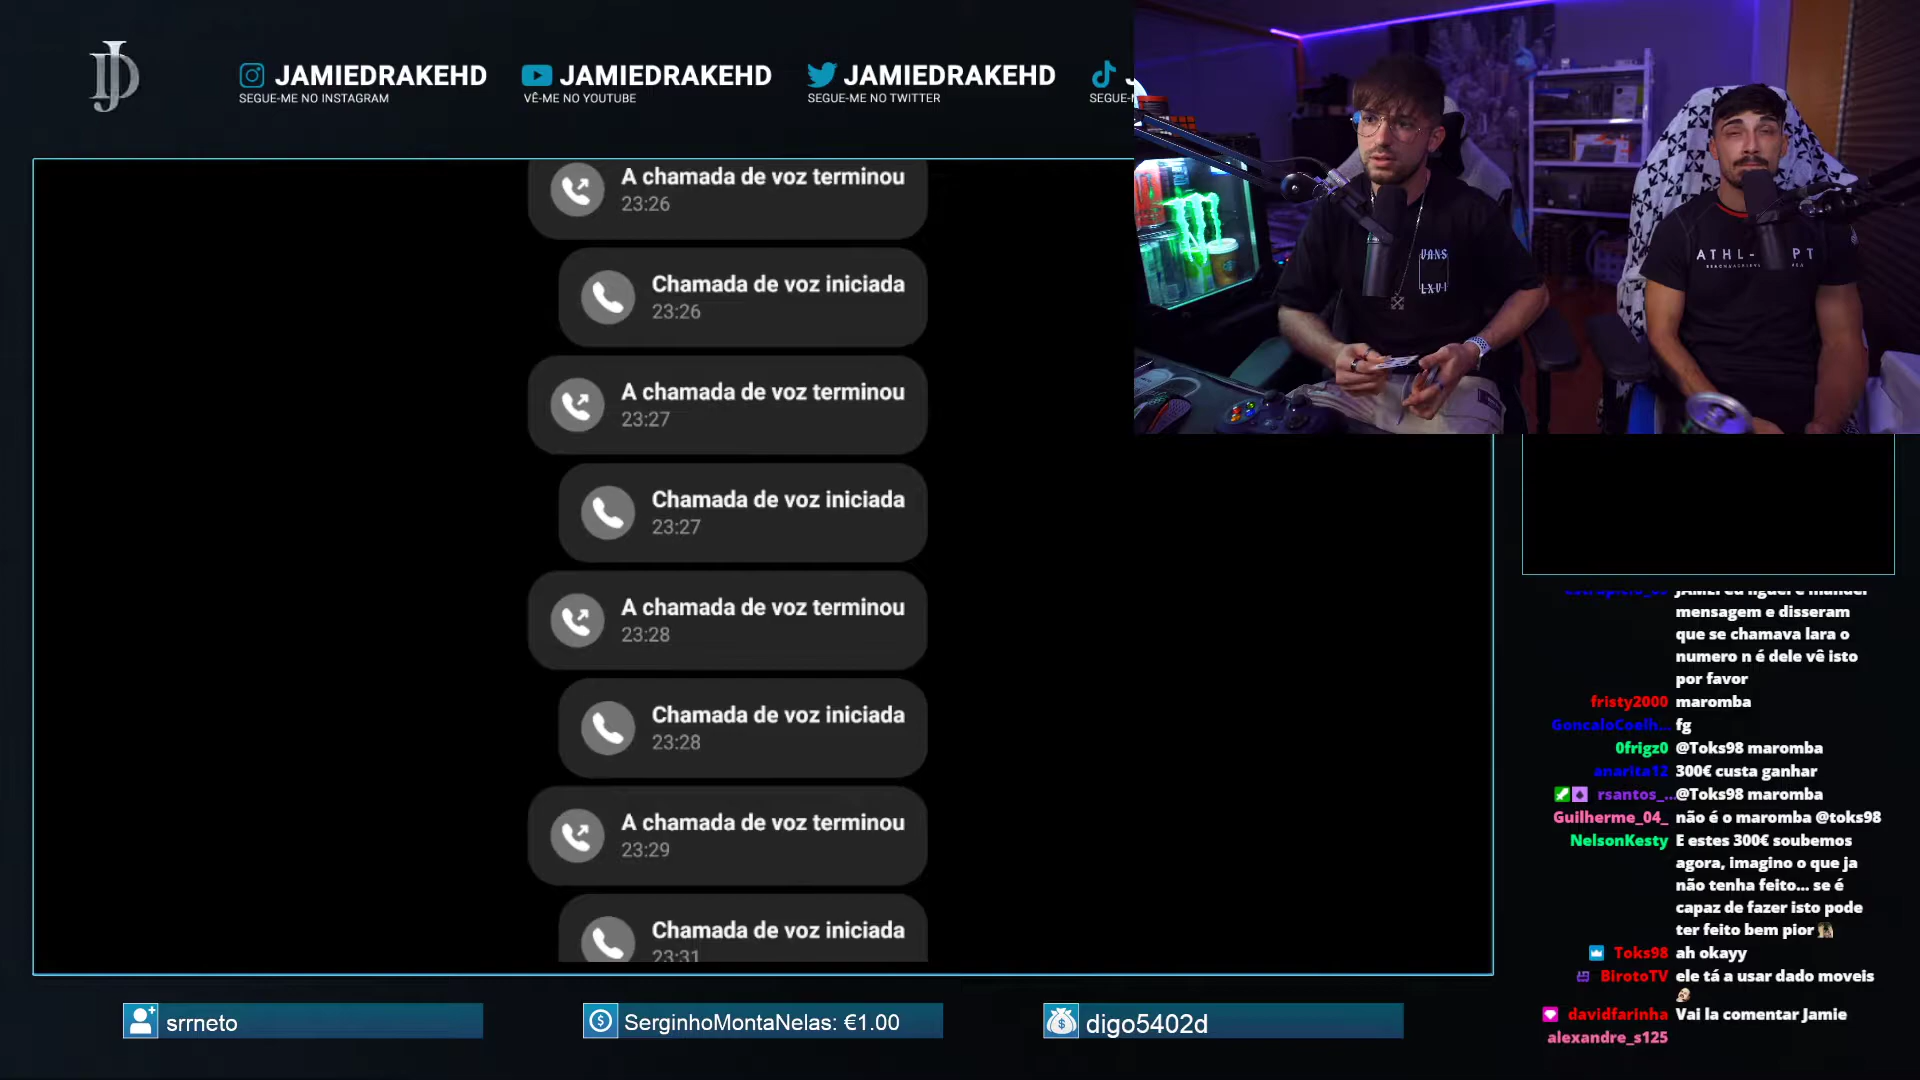 JD
JAMIEDRAKEHD
SEGUE-ME NO INSTAGRAM
JAMIEDRAKEHD
VÊ-ME NO YOUTUBE
JAMIEDRAKEHD
SEGUE-ME NO TWITTER
SEGUE-
A chamada de voz terminou
23:26
Chamada de voz iniciada
23:26
A chamada de voz terminou
23:27
Chamada de voz iniciada
23:27
A chamada de voz terminou
23:28
Chamada de voz iniciada
23:28
A chamada de voz terminou
23:29
Chamada de voz iniciada
23:31
VANS
LXVI
mensagem e disseram
que se chamava lara o
numero n é dele vê isto
por favor
fristy2000 maromba
GoncaloCoelh... fg
0frigz0 @Toks98 maromba
anarita12 300€ custa ganhar
rsantos_... @Toks98 maromba
Guilherme_04_ não é o maromba @toks98
NelsonKesty E estes 300€ soubemos
agora, imagino o que ja
não tenha feito... se é
capaz de fazer isto pode
ter feito bem pior
Toks98 ah okayy
BirotoTV ele tá a usar dado moveis
davidfarinha Vai la comentar Jamie
alexandre_s125
srrneto
SerginhoMontaNelas: €1.00
digo5402d